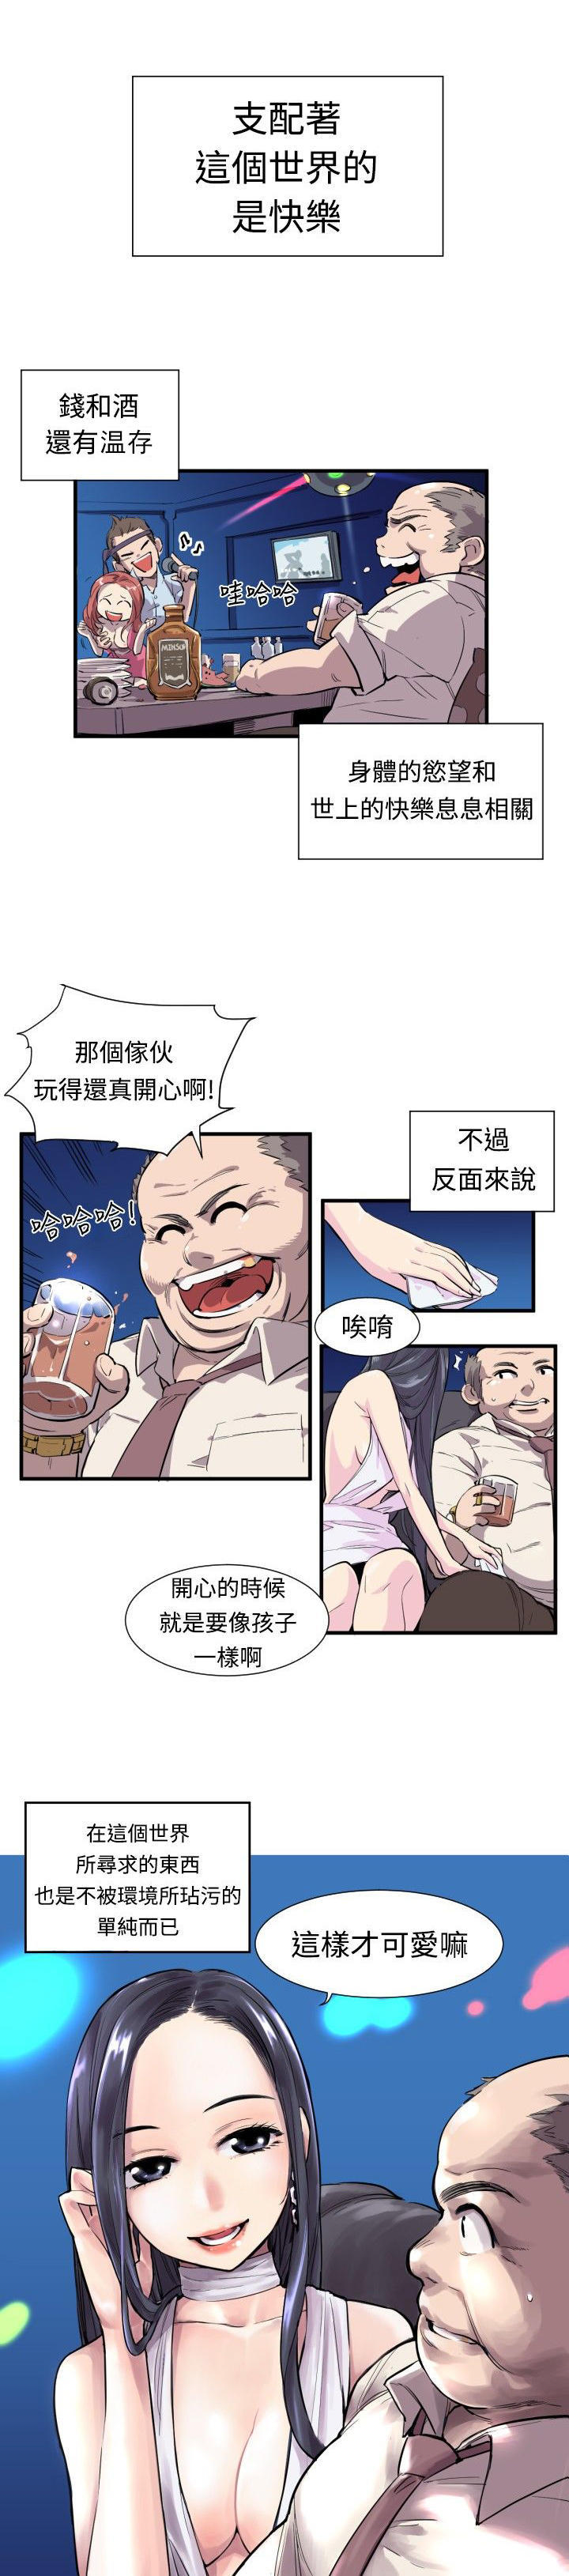 支配著
這個世界的
是快樂
錢和酒
還有温存
哇哈哈
身體的慾望和
世上的快樂息息相關
那個傢伙
玩得還真開心啊!
哈哈哈!
不過
反面來說
唉唷
開心的時候
就是要像孩子
一樣啊
在這個世界
所尋求的東西
也是不被環境所玷污的
單純而已
這樣才可愛嘛